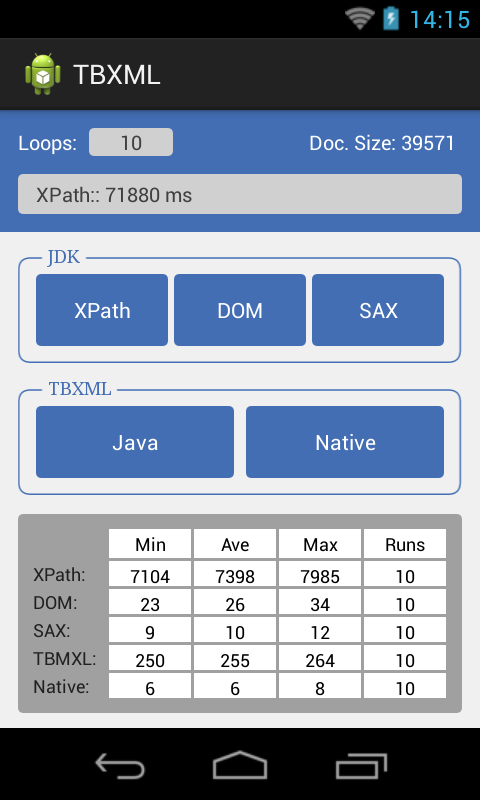 14:15
TBXML
Loops: 10 Doc. Size: 39571
XPath:: 71880 ms
JDK
XPath DOM SAX
TBXML
Java Native
Min Ave Max Runs
XPath: 7104 7398 7985 10
DOM: 23 26 34 10
SAX: 9 10 12 10
TBMXL: 250 255 264 10
Native: 6 6 8 10